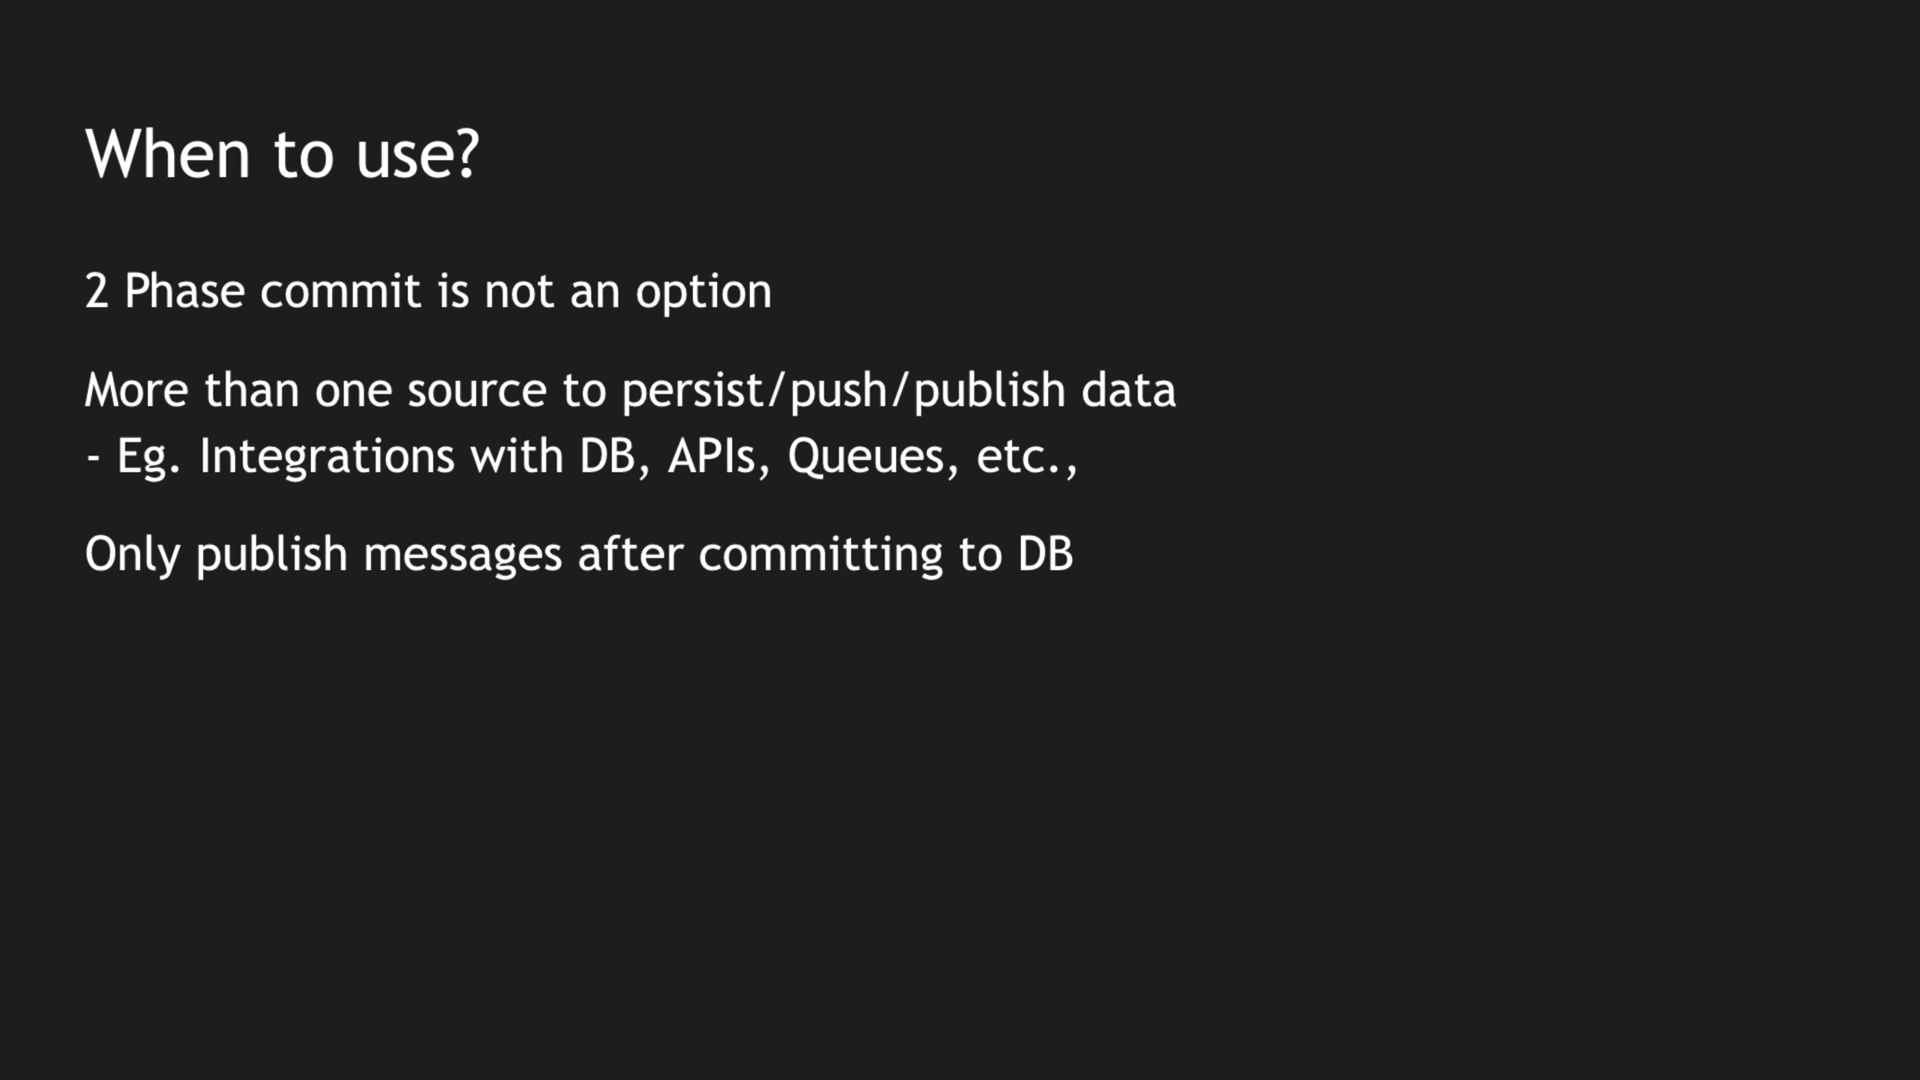 When to use?
2 Phase commit is not an option
More than one source to persist/push/publish data
- Eg. Integrations with DB, APIs, Queues, etc.,
Only publish messages after committing to DB